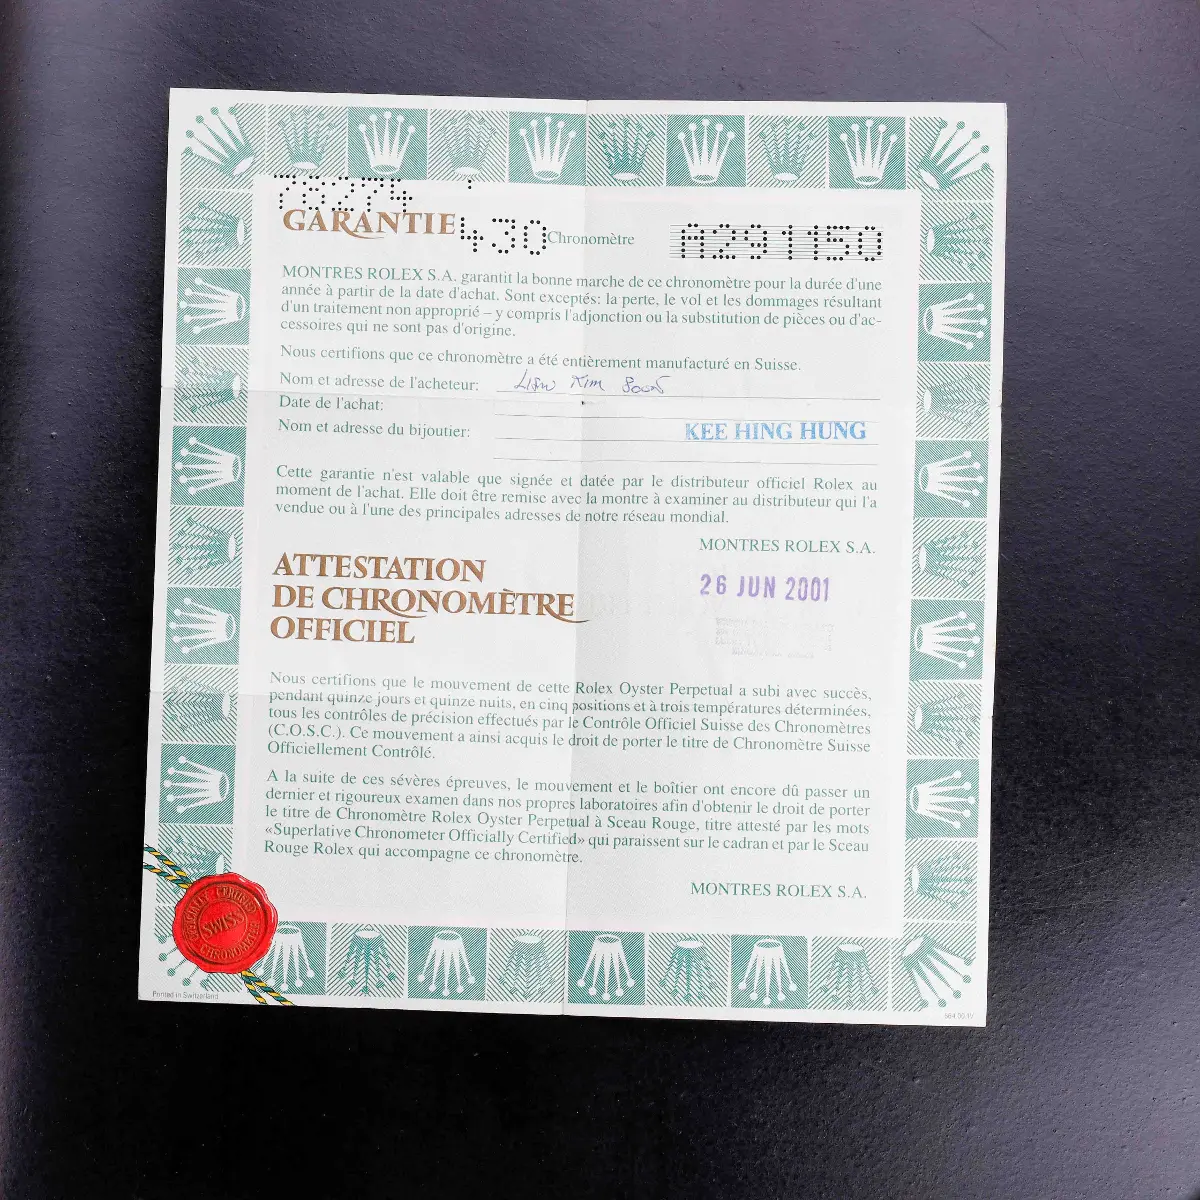 78274
GARANTIE 430 Chronomètre A291150
MONTRES ROLEX S.A. garantit la bonne marche de ce chronomètre pour la durée d'une
année à partir de la date d'achat. Sont exceptés: la perte, le vol et les dommages résultant
d'un traitement non approprié – y compris l'adjonction ou la substitution de pièces ou d'ac-
cessoires qui ne sont pas d'origine.
Nous certifions que ce chronomètre a été entièrement manufacturé en Suisse.
Nom et adresse de l'acheteur: Liew Kim Soon
Date de l'achat:
Nom et adresse du bijoutier: KEE HING HUNG
Cette garantie n'est valable que signée et datée par le distributeur officiel Rolex au
moment de l'achat. Elle doit être remise avec la montre à examiner au distributeur qui l'a
vendue ou à l'une des principales adresses de notre réseau mondial.
MONTRES ROLEX S.A.
26 JUN 2001
ATTESTATION
DE CHRONOMÈTRE
OFFICIEL
Nous certifions que le mouvement de cette Rolex Oyster Perpetual a subi avec succès,
pendant quinze jours et quinze nuits, en cinq positions et à trois températures déterminées,
tous les contrôles de précision effectués par le Contrôle Officiel Suisse des Chronomètres
(C.O.S.C.). Ce mouvement a ainsi acquis le droit de porter le titre de Chronomètre Suisse
Officiellement Contrôlé.
A la suite de ces sévères épreuves, le mouvement et le boîtier ont encore dû passer un
dernier et rigoureux examen dans nos propres laboratoires afin d'obtenir le droit de porter
le titre de Chronomètre Rolex Oyster Perpetual à Sceau Rouge, titre attesté par les mots
«Superlative Chronometer Officially Certified» qui paraissent sur le cadran et par le Sceau
Rouge Rolex qui accompagne ce chronomètre.
MONTRES ROLEX S.A.
OFFICIALLY CERTIFIED
SWISS
CHRONOMETER
Printed in Switzerland